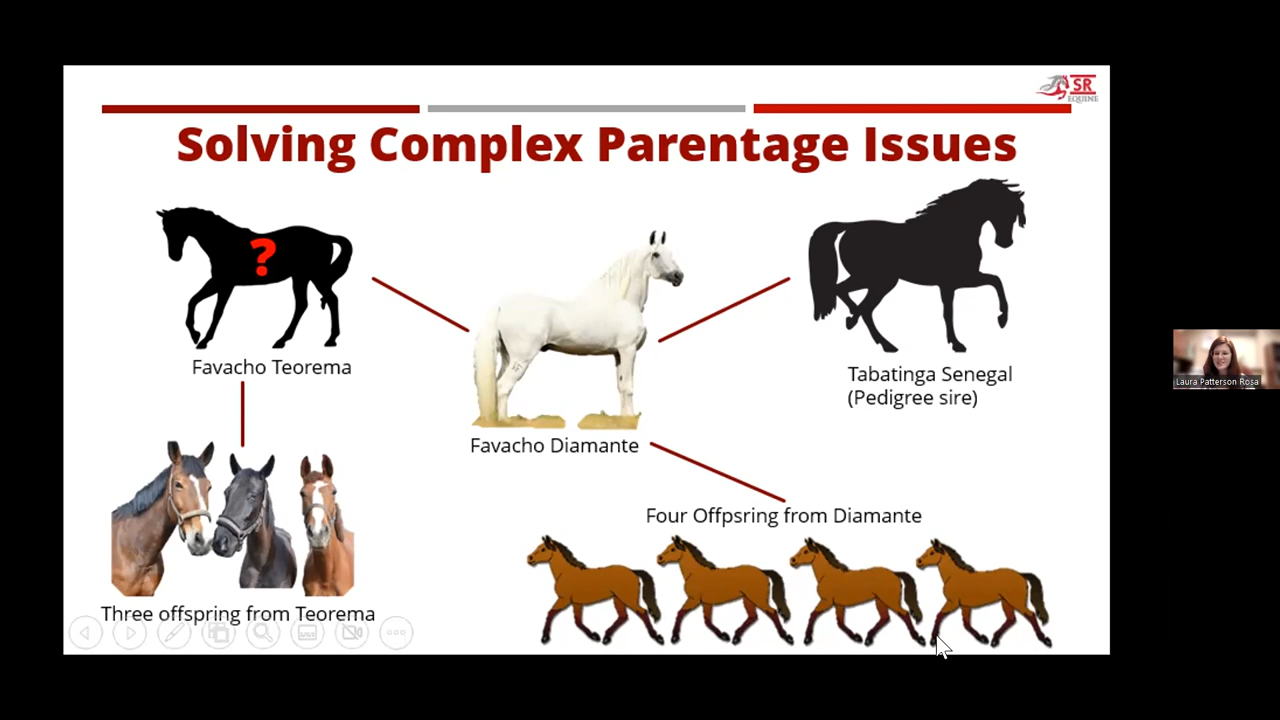 SR
EQUINE
Solving Complex Parentage Issues
?
Favacho Teorema
Tabatinga Senegal
(Pedigree sire)
Favacho Diamante
Four Offpsring from Diamante
Three offspring from Teorema
Laura Patterson Rosa